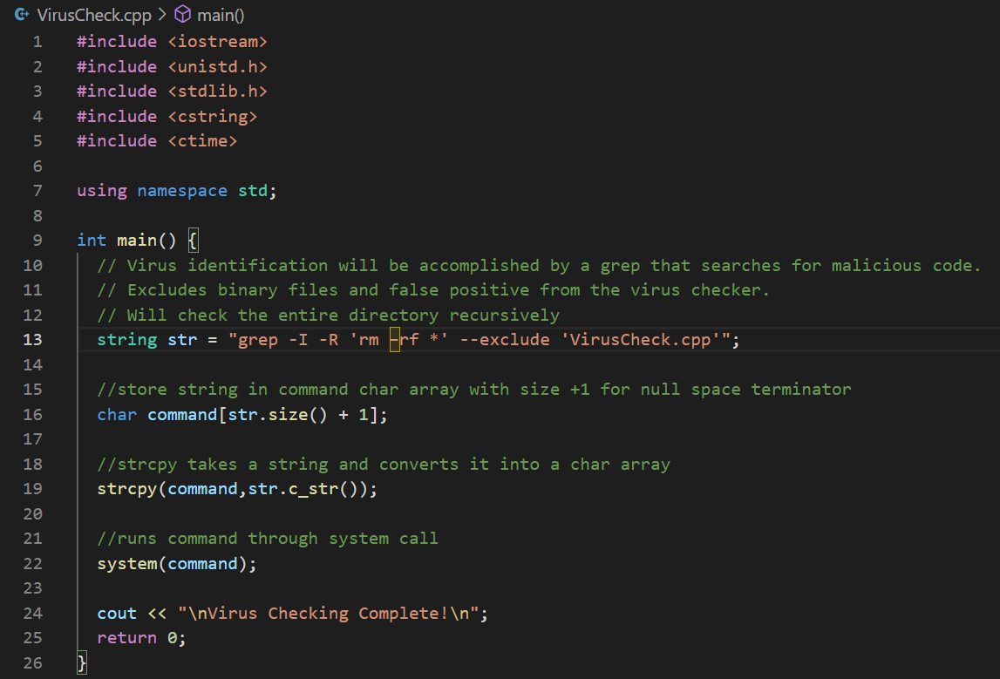 VirusCheck.cpp > main()
1 #include <iostream>
2 #include <unistd.h>
3 #include <stdlib.h>
4 #include <cstring>
5 #include <ctime>
6
7 using namespace std;
8
9 int main() {
10 // Virus identification will be accomplished by a grep that searches for malicious code.
11 // Excludes binary files and false positive from the virus checker.
12 // Will check the entire directory recursively
13 string str = "grep -I -R 'rm -rf *' --exclude 'VirusCheck.cpp'";
14
15 //store string in command char array with size +1 for null space terminator
16 char command[str.size() + 1];
17
18 //strcpy takes a string and converts it into a char array
19 strcpy(command,str.c_str());
20
21 //runs command through system call
22 system(command);
23
24 cout << "\nVirus Checking Complete!\n";
25 return 0;
26 }